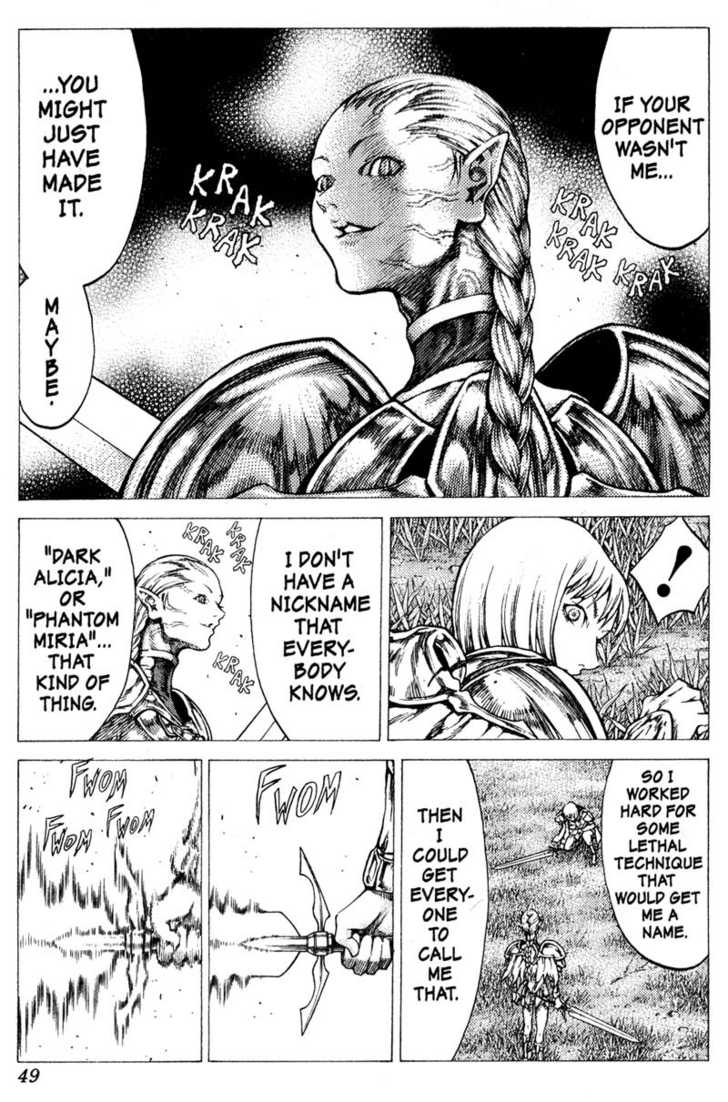 IF YOUR
OPPONENT
WASN'T
ME...
...YOU
MIGHT
JUST
HAVE
MADE
IT.
MAYBE.
KRAK
KRAK
KRAK
KRAK
KRAK
!
I DON'T
HAVE A
NICKNAME
THAT
EVERY-
BODY
KNOWS.
"DARK
ALICIA,"
OR
"PHANTOM
MIRIA"...
THAT
KIND OF
THING.
KRAK
KRAK
KRAK
KRAK
SO I
WORKED
HARD FOR
SOME
LETHAL
TECHNIQUE
THAT
WOULD GET
ME A
NAME.
THEN
I
COULD
GET
EVERY-
ONE
TO
CALL
ME
THAT.
FWOM
FWOM
FWOM
FWOM
49